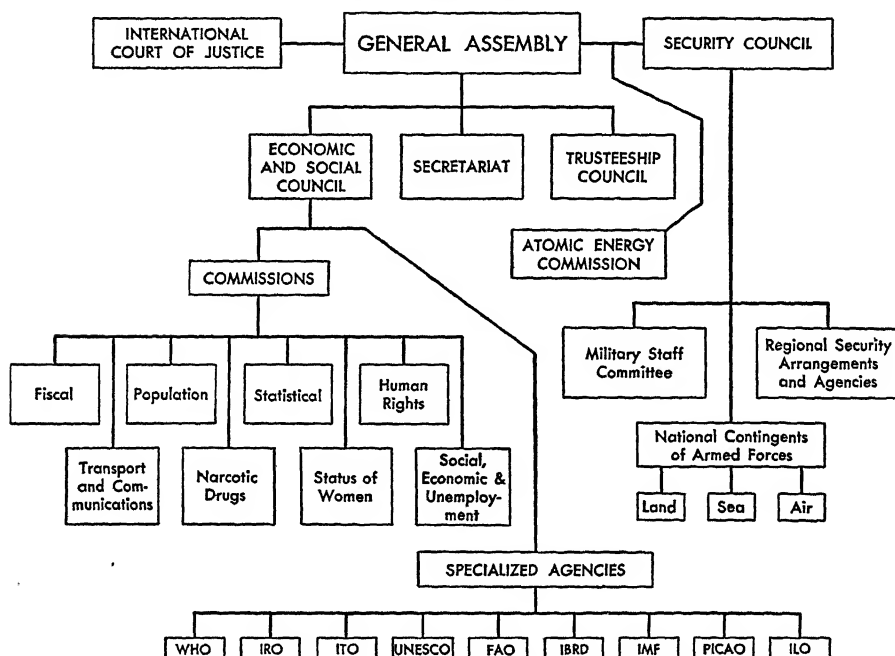 INTERNATIONAL
COURT OF JUSTICE
GENERAL ASSEMBLY
SECURITY COUNCIL
ECONOMIC
AND SOCIAL
COUNCIL
SECRETARIAT
TRUSTEESHIP
COUNCIL
ATOMIC ENERGY
COMMISSION
COMMISSIONS
Military Staff
Committee
Regional Security
Arrangements
and Agencies
Fiscal
Population
Statistical
Human
Rights
National Contingents
of Armed Forces
Transport
and Com-
munications
Narcotic
Drugs
Status of
Women
Social,
Economic &
Unemploy-
ment
Land
Sea
Air
SPECIALIZED AGENCIES
WHO
IRO
ITO
UNESCO
FAO
IBRD
IMF
PICAO
ILO